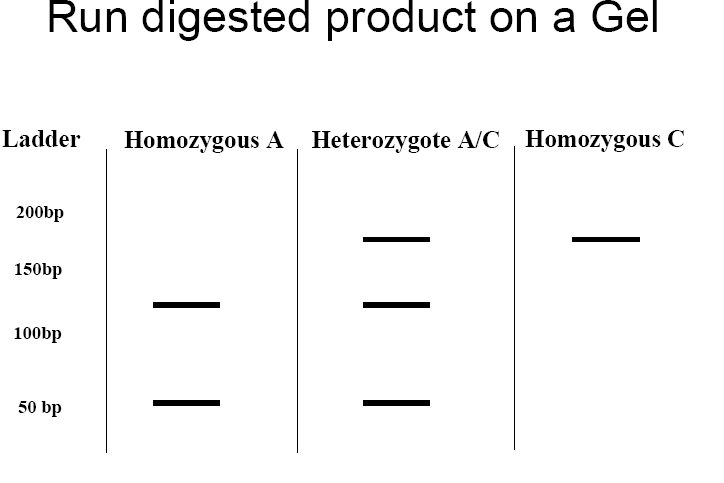 Run digested product on a Gel
Ladder Homozygous A Heterozygote A/C Homozygous C
200bp
150bp
100bp
50 bp